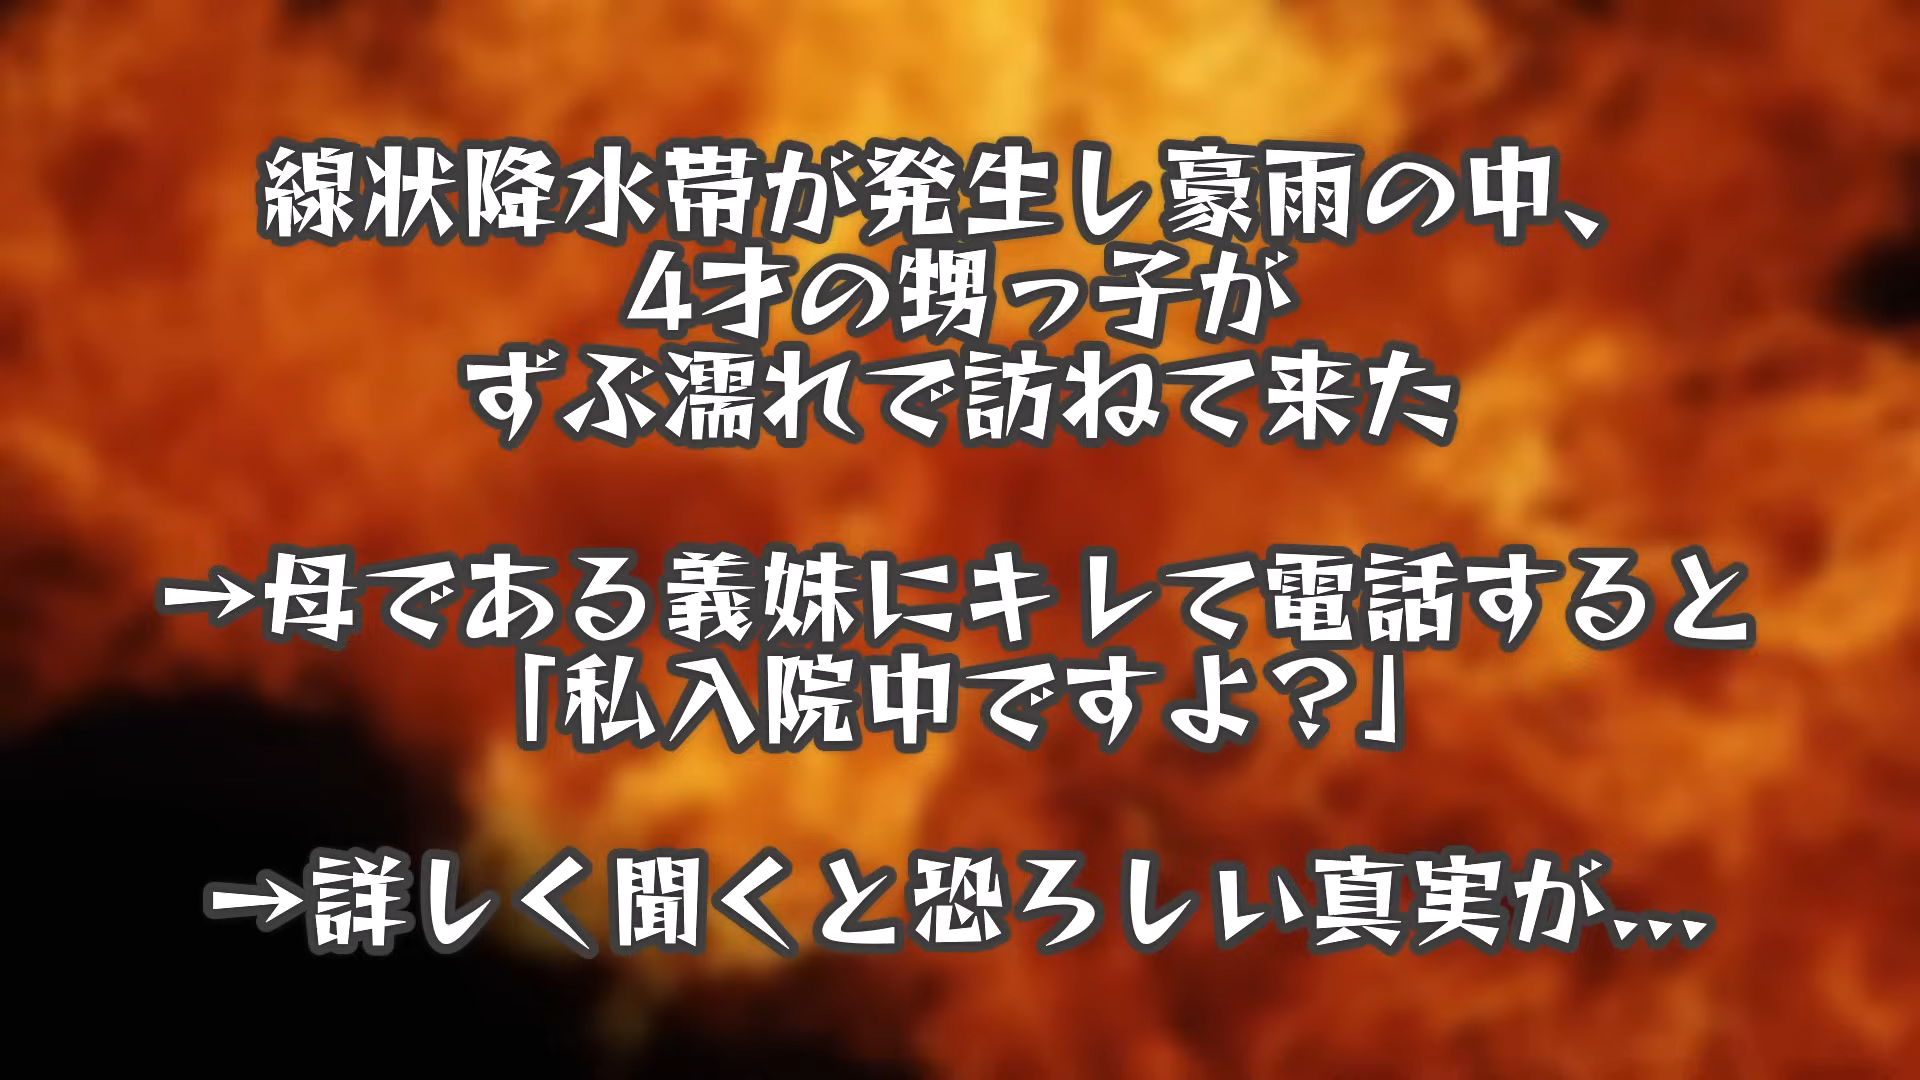 線状降水帯が発生し豪雨の中、
4才の甥っ子が
ずぶ濡れで訪ねて来た
→母である義妹にキレて電話すると
「私入院中ですよ？」
→詳しく聞くと恐ろしい真実が…